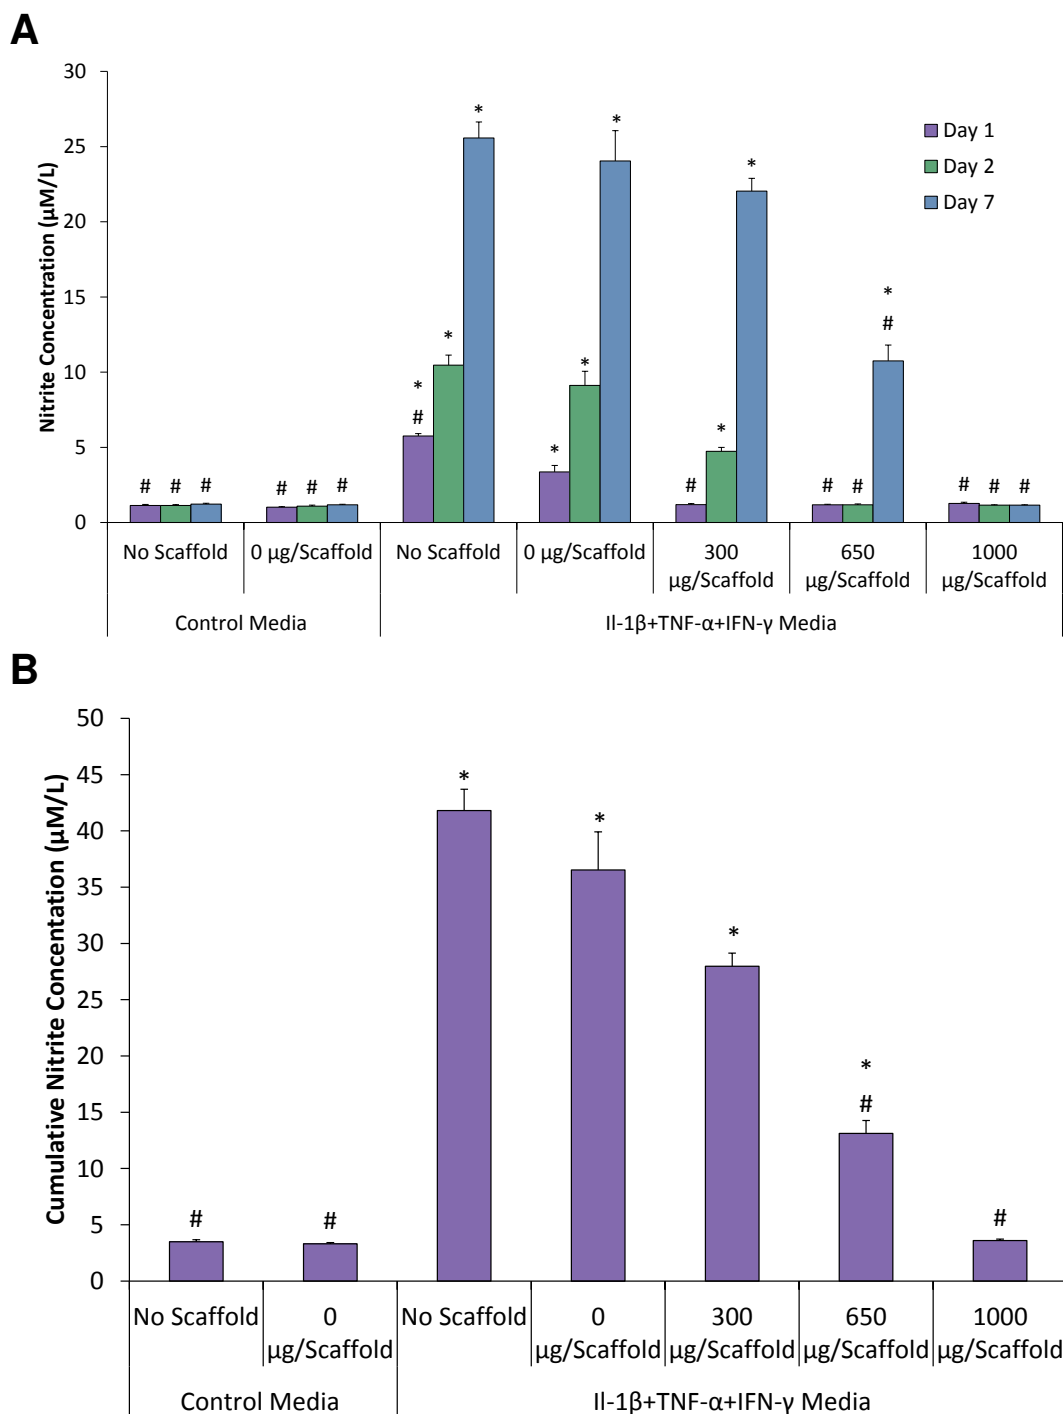 A
30
25
20
15
10
5
0
Nitrite Concentration (µM/L)
Day 1
Day 2
Day 7
* * *
* #
* * * #
* *
# # # # # # # # # # # #
No Scaffold 0 µg/Scaffold No Scaffold 0 µg/Scaffold 300 µg/Scaffold 650 µg/Scaffold 1000 µg/Scaffold
Control Media Il-1β+TNF-α+IFN-γ Media
B
50
45
40
35
30
25
20
15
10
5
0
Cumulative Nitrite Concentation (µM/L)
# # * * * * # #
No Scaffold 0 µg/Scaffold No Scaffold 0 µg/Scaffold 300 µg/Scaffold 650 µg/Scaffold 1000 µg/Scaffold
Control Media Il-1β+TNF-α+IFN-γ Media